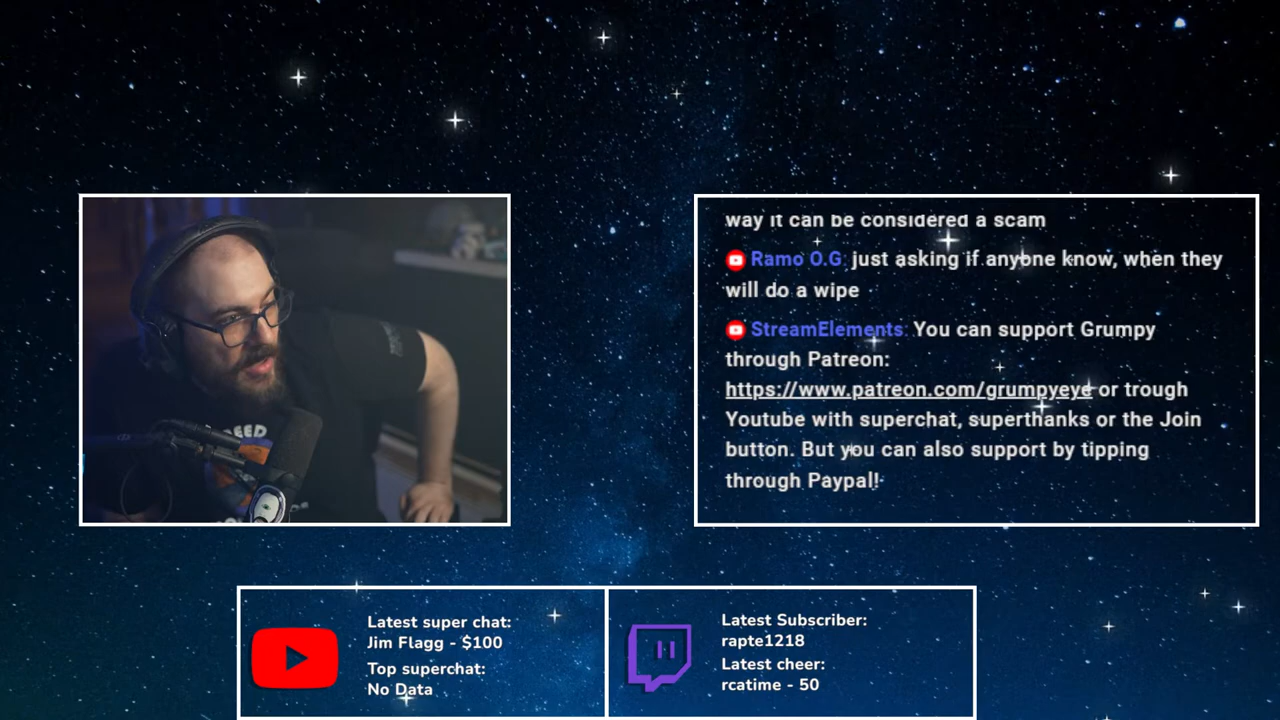 way it can be considered a scam
Ramo O.G: just asking if anyone know, when they
will do a wipe
StreamElements: You can support Grumpy
through Patreon:
https://www.patreon.com/grumpyeye or trough
Youtube with superchat, superthanks or the Join
button. But you can also support by tipping
through Paypal!
EED
Latest super chat:
Jim Flagg - $100
Top superchat:
No Data
Latest Subscriber:
rapte1218
Latest cheer:
rcatime - 50